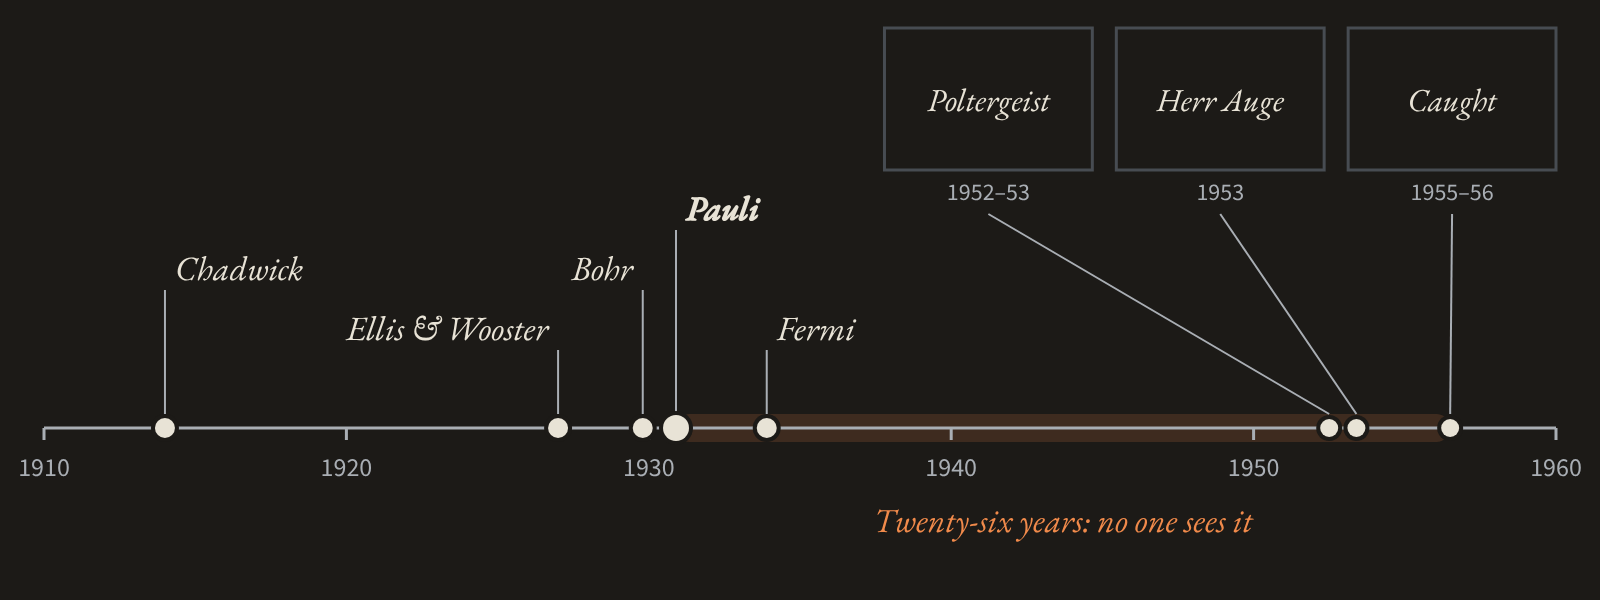 Poltergeist
Herr Auge
Caught
1952–53
1953
1955–56
Pauli
Chadwick
Bohr
Ellis & Wooster
Fermi
1910
1920
1930
1940
1950
1960
Twenty-six years: no one sees it